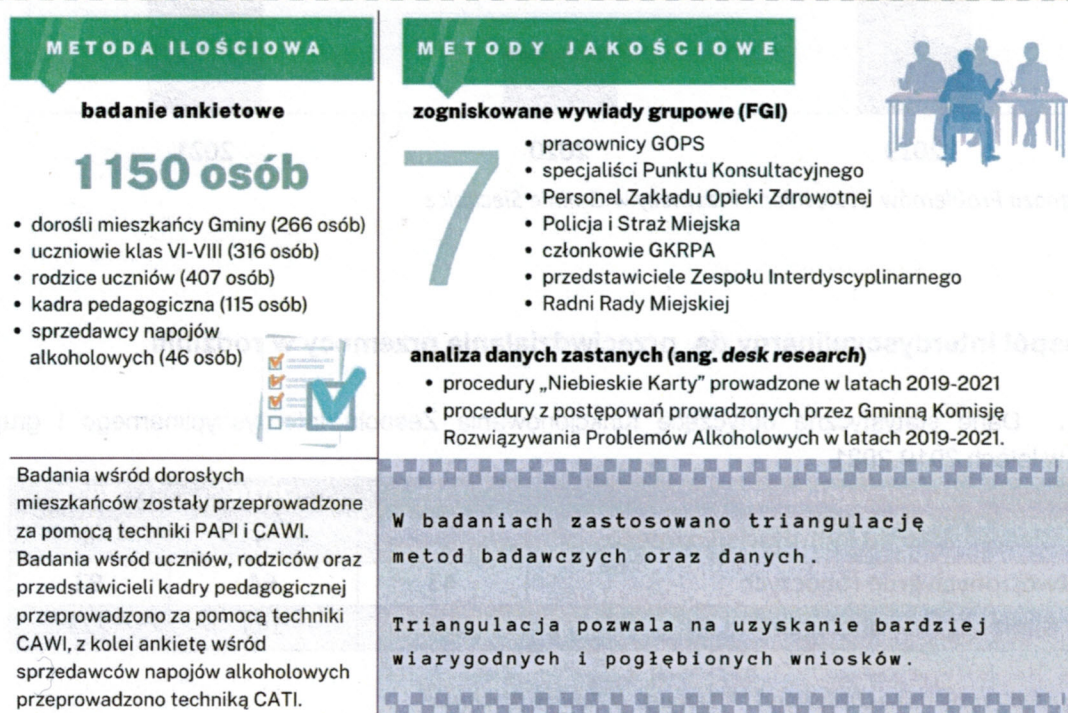 METODA ILOŚCIOWA
badanie ankietowe
1150 osób
• dorośli mieszkańcy Gminy (266 osób)
• uczniowie klas VI-VIII (316 osób)
• rodzice uczniów (407 osób)
• kadra pedagogiczna (115 osób)
• sprzedawcy napojów
alkoholowych (46 osób)
Badania wśród dorosłych
mieszkańców zostały przeprowadzone
za pomocą techniki PAPI i CAWI.
Badania wśród uczniów, rodziców oraz
przedstawicieli kadry pedagogicznej
przeprowadzono za pomocą techniki
CAWI, z kolei ankietę wśród
sprzedawców napojów alkoholowych
przeprowadzono techniką CATI.
METODY JAKOŚCIOWE
zogniskowane wywiady grupowe (FGI)
7
• pracownicy GOPS
• specjaliści Punktu Konsultacyjnego
• Personel Zakładu Opieki Zdrowotnej
• Policja i Straż Miejska
• członkowie GKRPA
• przedstawiciele Zespołu Interdyscyplinarnego
• Radni Rady Miejskiej
analiza danych zastanych (ang. desk research)
• procedury „Niebieskie Karty” prowadzone w latach 2019-2021
• procedury z postępowań prowadzonych przez Gminną Komisję
Rozwiązywania Problemów Alkoholowych w latach 2019-2021.
W badaniach zastosowano triangulację
metod badawczych oraz danych.
Triangulacja pozwala na uzyskanie bardziej
wiarygodnych i pogłębionych wniosków.